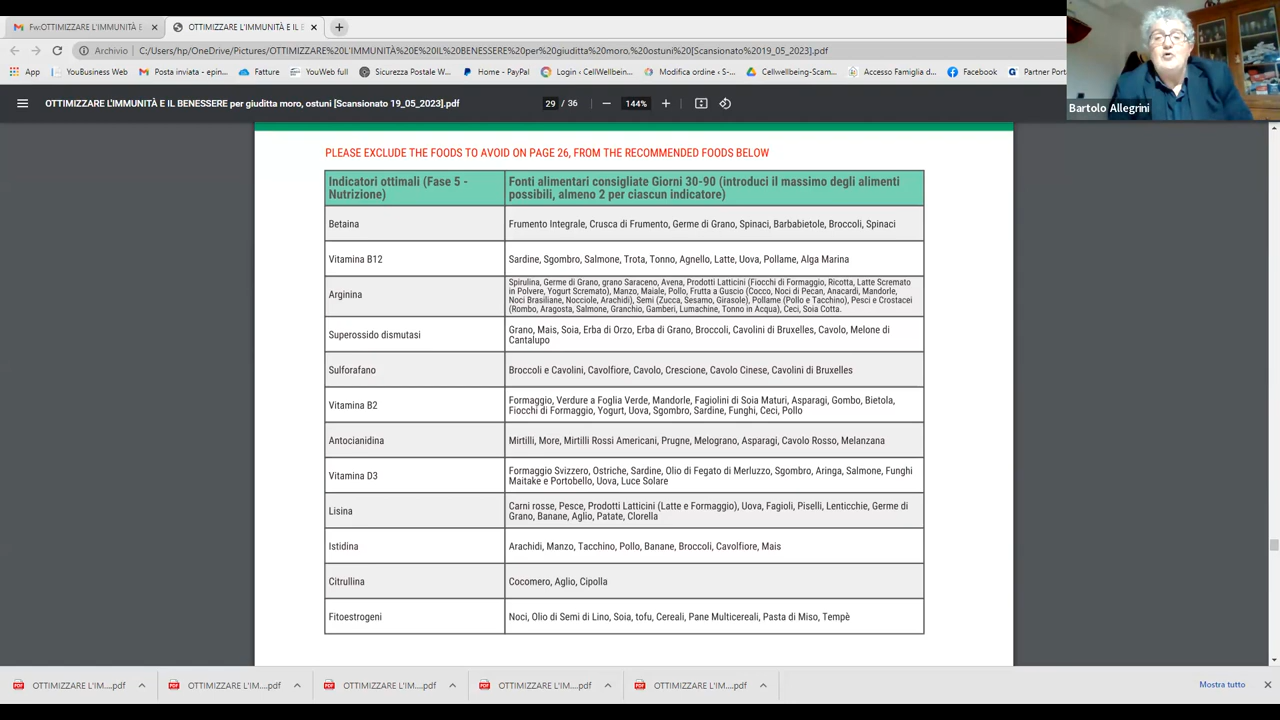 Fw:OTTIMIZZARE L'IMMUNITÀ E
OTTIMIZZARE L'IMMUNITÀ E IL BEN
Archivio
C:/Users/hp/OneDrive/Pictures/OTTIMIZZARE%20L'IMMUNITÀ%20E%20IL%20BENESSERE%20per%20giuditta%20moro,%20ostuni%20[Scansionato%2019_05_2023].pdf
App
YouBusiness Web
Posta inviata - epin...
Fatture
YouWeb full
Sicurezza Postale W...
Home - PayPal
Login ‹ CellWellbein...
Modifica ordine ‹ S...
Cellwellbeing-Scam...
Accesso Famiglia d...
Facebook
Partner Port
Bartolo Allegrini
OTTIMIZZARE L'IMMUNITÀ E IL BENESSERE per giuditta moro, ostuni [Scansionato 19_05_2023].pdf
29 / 36
144%
PLEASE EXCLUDE THE FOODS TO AVOID ON PAGE 26, FROM THE RECOMMENDED FOODS BELOW
Indicatori ottimali (Fase 5 -
Nutrizione)
Fonti alimentari consigliate Giorni 30-90 (introduci il massimo degli alimenti
possibili, almeno 2 per ciascun indicatore)
Betaina
Frumento Integrale, Crusca di Frumento, Germe di Grano, Spinaci, Barbabietole, Broccoli, Spinaci
Vitamina B12
Sardine, Sgombro, Salmone, Trota, Tonno, Agnello, Latte, Uova, Pollame, Alga Marina
Arginina
Spirulina, Germe di Grano, grano Saraceno, Avena, Prodotti Latticini (Fiocchi di Formaggio, Ricotta, Latte Scremato
in Polvere, Yogurt Scremato), Manzo, Maiale, Pollo, Frutta a Guscio (Cocco, Noci di Pecan, Anacardi, Mandorle,
Noci Brasiliane, Nocciole, Arachidi), Semi (Zucca, Sesamo, Girasole), Pollame (Pollo e Tacchino), Pesci e Crostacei
(Rombo, Aragosta, Salmone, Granchio, Gamberi, Lumachine, Tonno in Acqua), Ceci, Soia Cotta.
Superossido dismutasi
Grano, Mais, Soia, Erba di Orzo, Erba di Grano, Broccoli, Cavolini di Bruxelles, Cavolo, Melone di
Cantalupo
Sulforafano
Broccoli e Cavolini, Cavolfiore, Cavolo, Crescione, Cavolo Cinese, Cavolini di Bruxelles
Vitamina B2
Formaggio, Verdure a Foglia Verde, Mandorle, Fagiolini di Soia Maturi, Asparagi, Gombo, Bietola,
Fiocchi di Formaggio, Yogurt, Uova, Sgombro, Sardine, Funghi, Ceci, Pollo
Antocianidina
Mirtilli, More, Mirtilli Rossi Americani, Prugne, Melograno, Asparagi, Cavolo Rosso, Melanzana
Vitamina D3
Formaggio Svizzero, Ostriche, Sardine, Olio di Fegato di Merluzzo, Sgombro, Aringa, Salmone, Funghi
Maitake e Portobello, Uova, Luce Solare
Lisina
Carni rosse, Pesce, Prodotti Latticini (Latte e Formaggio), Uova, Fagioli, Piselli, Lenticchie, Germe di
Grano, Banane, Aglio, Patate, Clorella
Istidina
Arachidi, Manzo, Tacchino, Pollo, Banane, Broccoli, Cavolfiore, Mais
Citrullina
Cocomero, Aglio, Cipolla
Fitoestrogeni
Noci, Olio di Semi di Lino, Soia, tofu, Cereali, Pane Multicereali, Pasta di Miso, Tempè
OTTIMIZZARE L'IM....pdf
OTTIMIZZARE L'IM....pdf
OTTIMIZZARE L'IM....pdf
OTTIMIZZARE L'IM....pdf
OTTIMIZZARE L'IM....pdf
Mostra tutto